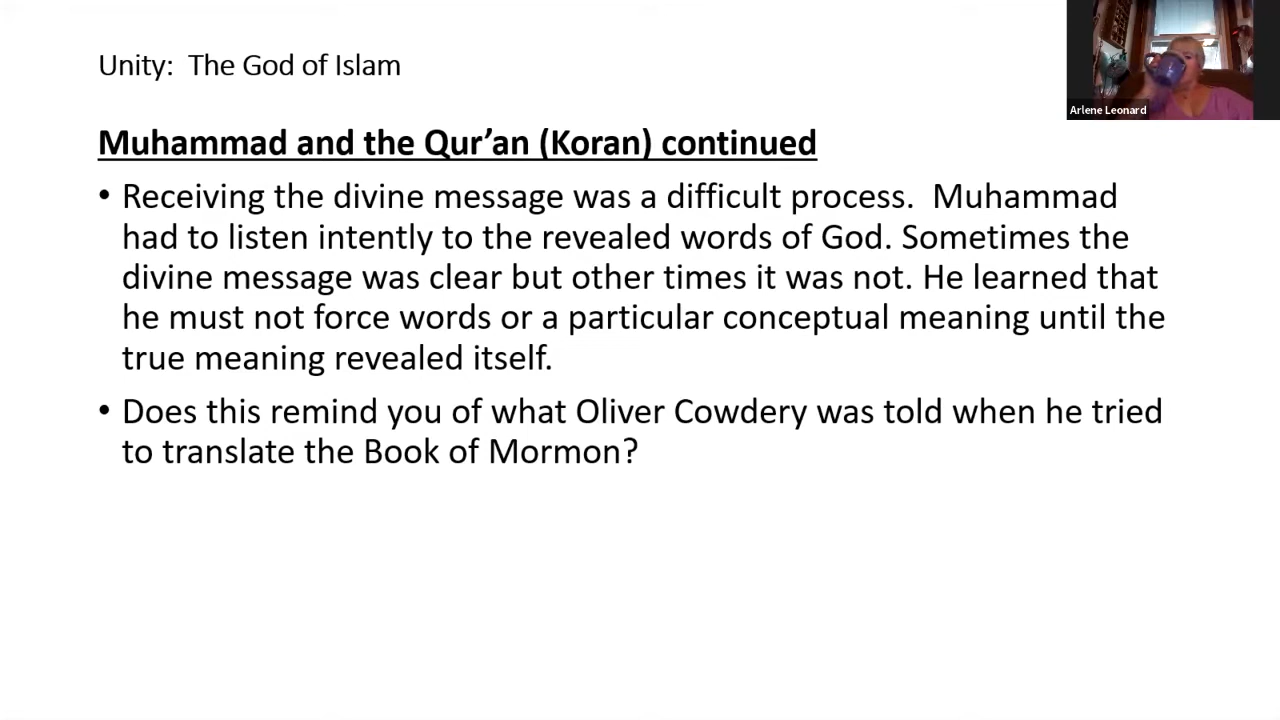 Unity:  The God of Islam
Arlene Leonard
Muhammad and the Qur’an (Koran) continued
• Receiving the divine message was a difficult process.  Muhammad
had to listen intently to the revealed words of God. Sometimes the
divine message was clear but other times it was not. He learned that
he must not force words or a particular conceptual meaning until the
true meaning revealed itself.
• Does this remind you of what Oliver Cowdery was told when he tried
to translate the Book of Mormon?